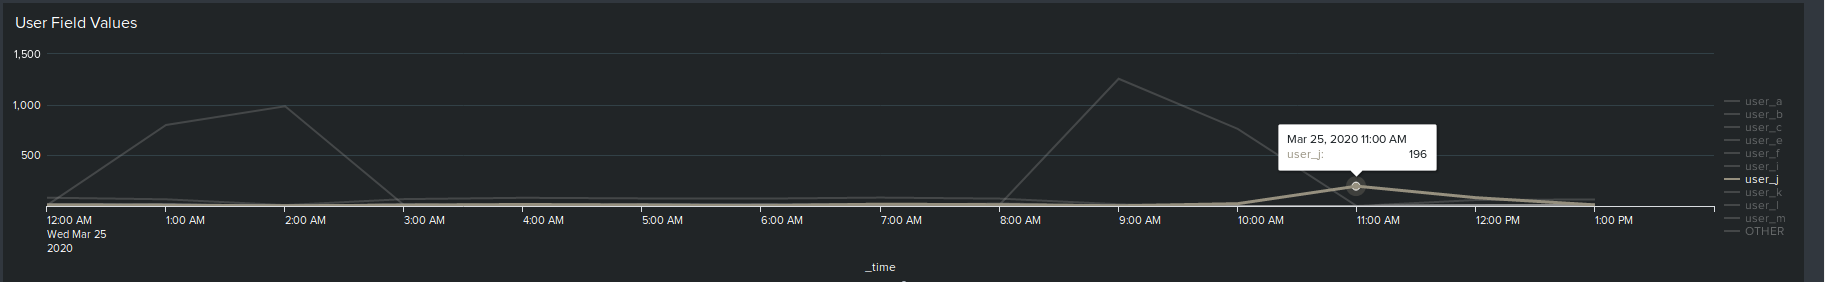 User Field Values
1,500
1,000
500
Mar 25, 2020 11:00 AM
user_j: 196
user_a
user_b
user_c
user_e
user_f
user_i
user_j
user_k
user_l
user_m
OTHER
12:00 AM 1:00 AM 2:00 AM 3:00 AM 4:00 AM 5:00 AM 6:00 AM 7:00 AM 8:00 AM 9:00 AM 10:00 AM 11:00 AM 12:00 PM 1:00 PM
Wed Mar 25
2020
_time